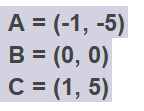 A = (-1, -5)
B = (0, 0)
C = (1, 5)